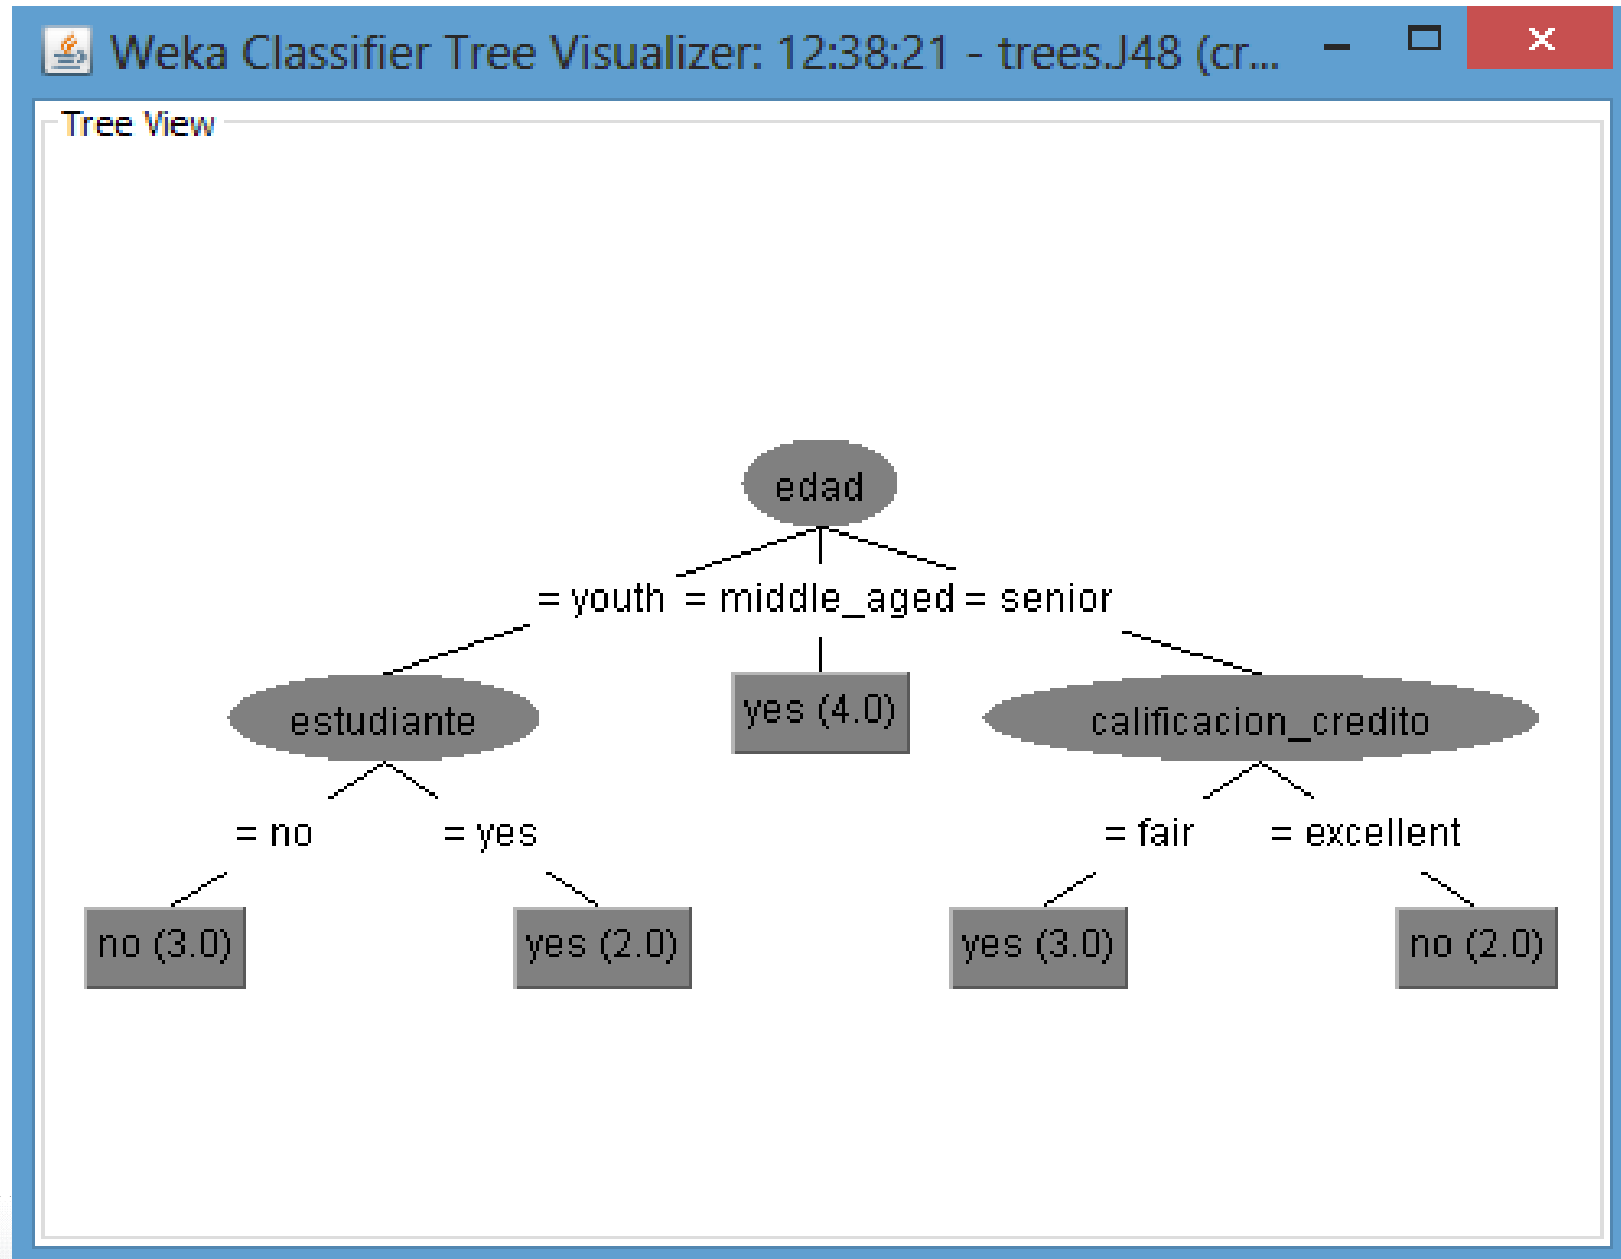 Weka Classifier Tree Visualizer: 12:38:21 - trees.J48 (cr...
Tree View
edad
= youth = middle_aged = senior
estudiante yes (4.0) calificacion_credito
= no = yes = fair = excellent
no (3.0) yes (2.0) yes (3.0) no (2.0)